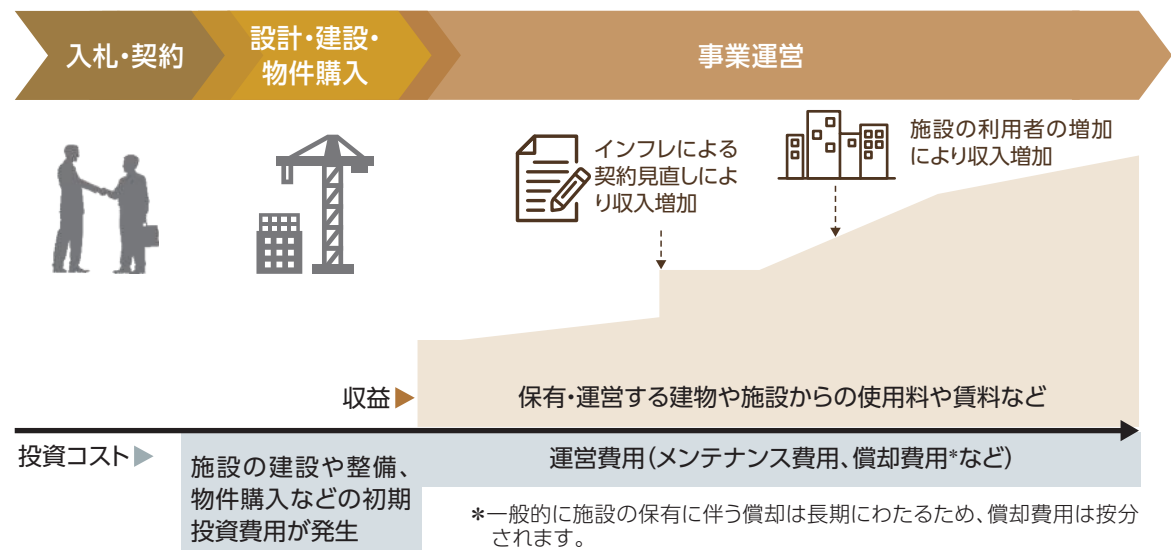 入札・契約
設計・建設・
物件購入
事業運営
インフレによる
契約見直しによ
り収入増加
施設の利用者の増加
により収入増加
収益▶
保有・運営する建物や施設からの使用料や賃料など
投資コスト▶
施設の建設や整備、
物件購入などの初期
投資費用が発生
運営費用(メンテナンス費用、償却費用*など)
*一般的に施設の保有に伴う償却は長期にわたるため、償却費用は按分
されます。